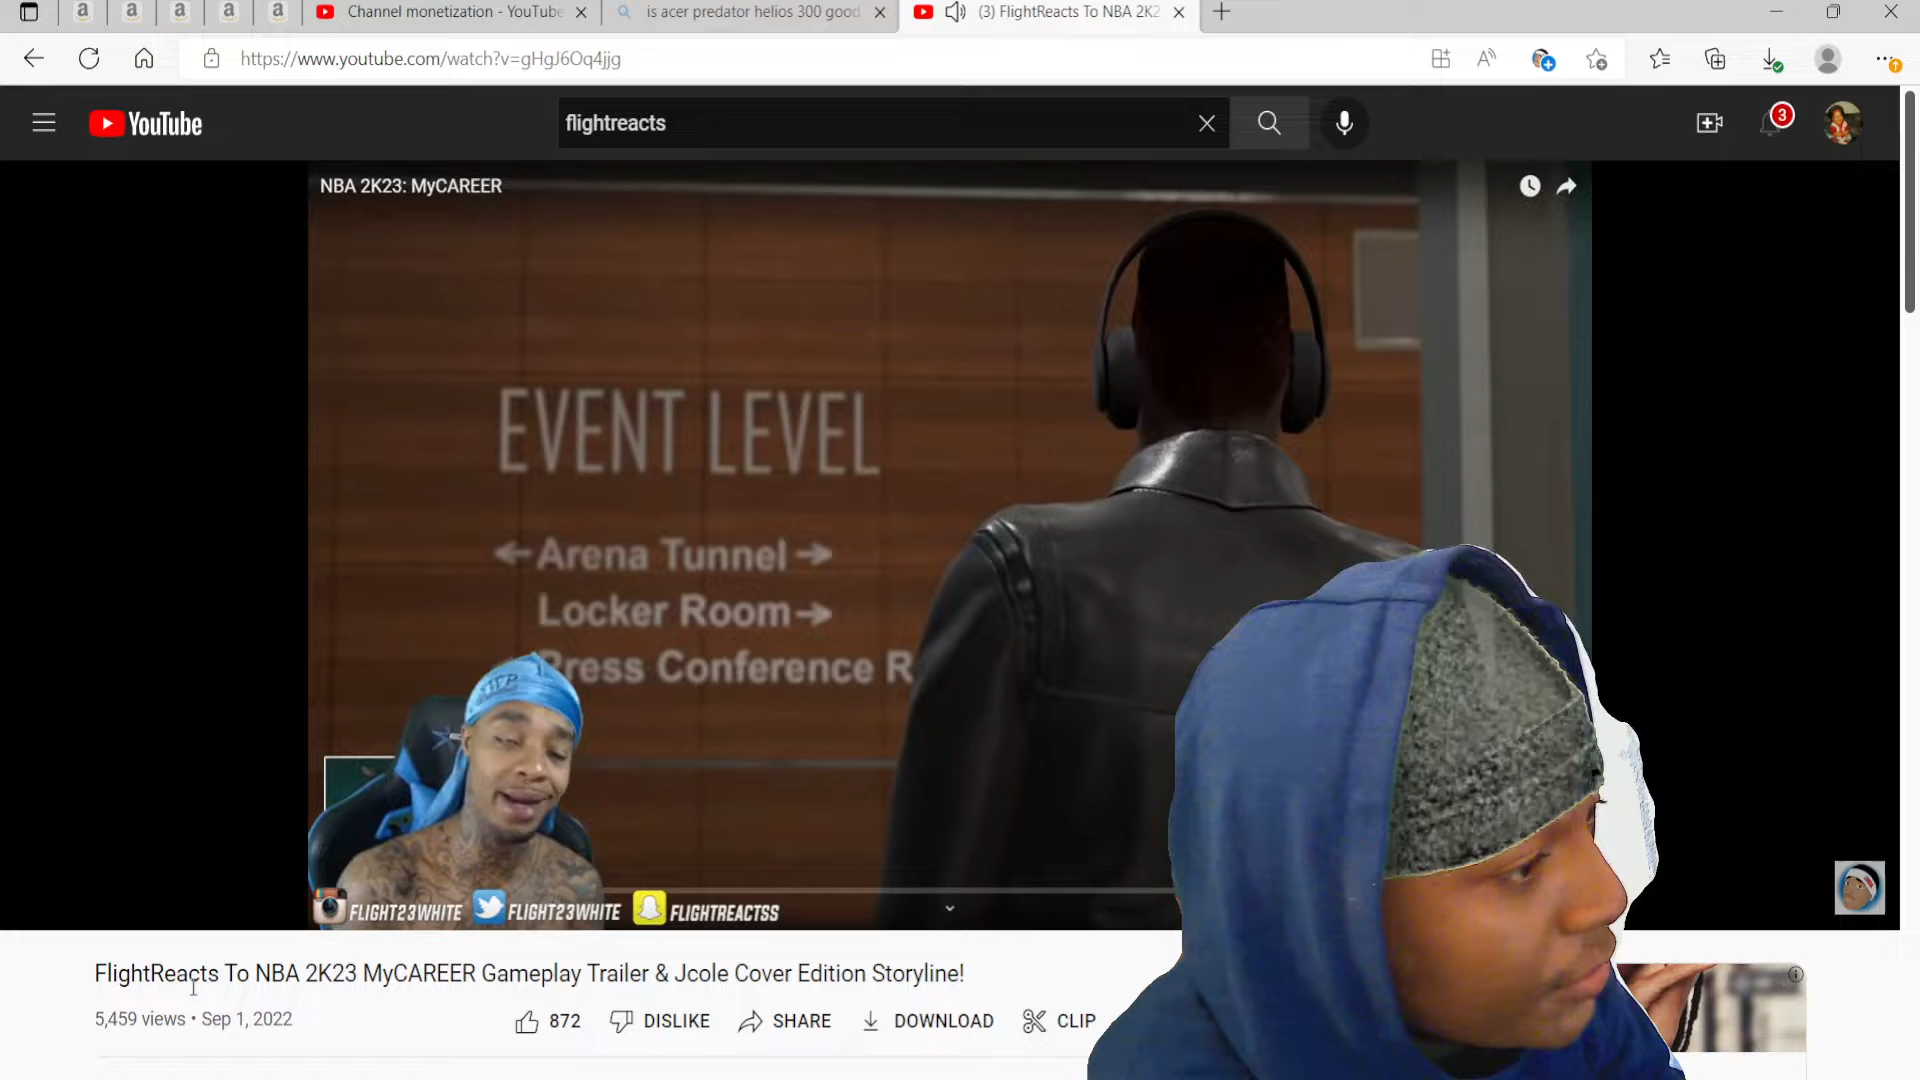 Channel monetization - YouTube
is acer predator helios 300 good
(3) FlightReacts To NBA 2K2
https://www.youtube.com/watch?v=gHgJ6Oq4jjg
YouTube
flightreacts
3
NBA 2K23: MyCAREER
EVENT LEVEL
←Arena Tunnel→
Locker Room→
Press Conference R
FLIGHT23WHITE
FLIGHT23WHITE
FLIGHTREACTSS
FlightReacts To NBA 2K23 MyCAREER Gameplay Trailer & Jcole Cover Edition Storyline!
5,459 views • Sep 1, 2022
872
DISLIKE
SHARE
DOWNLOAD
CLIP